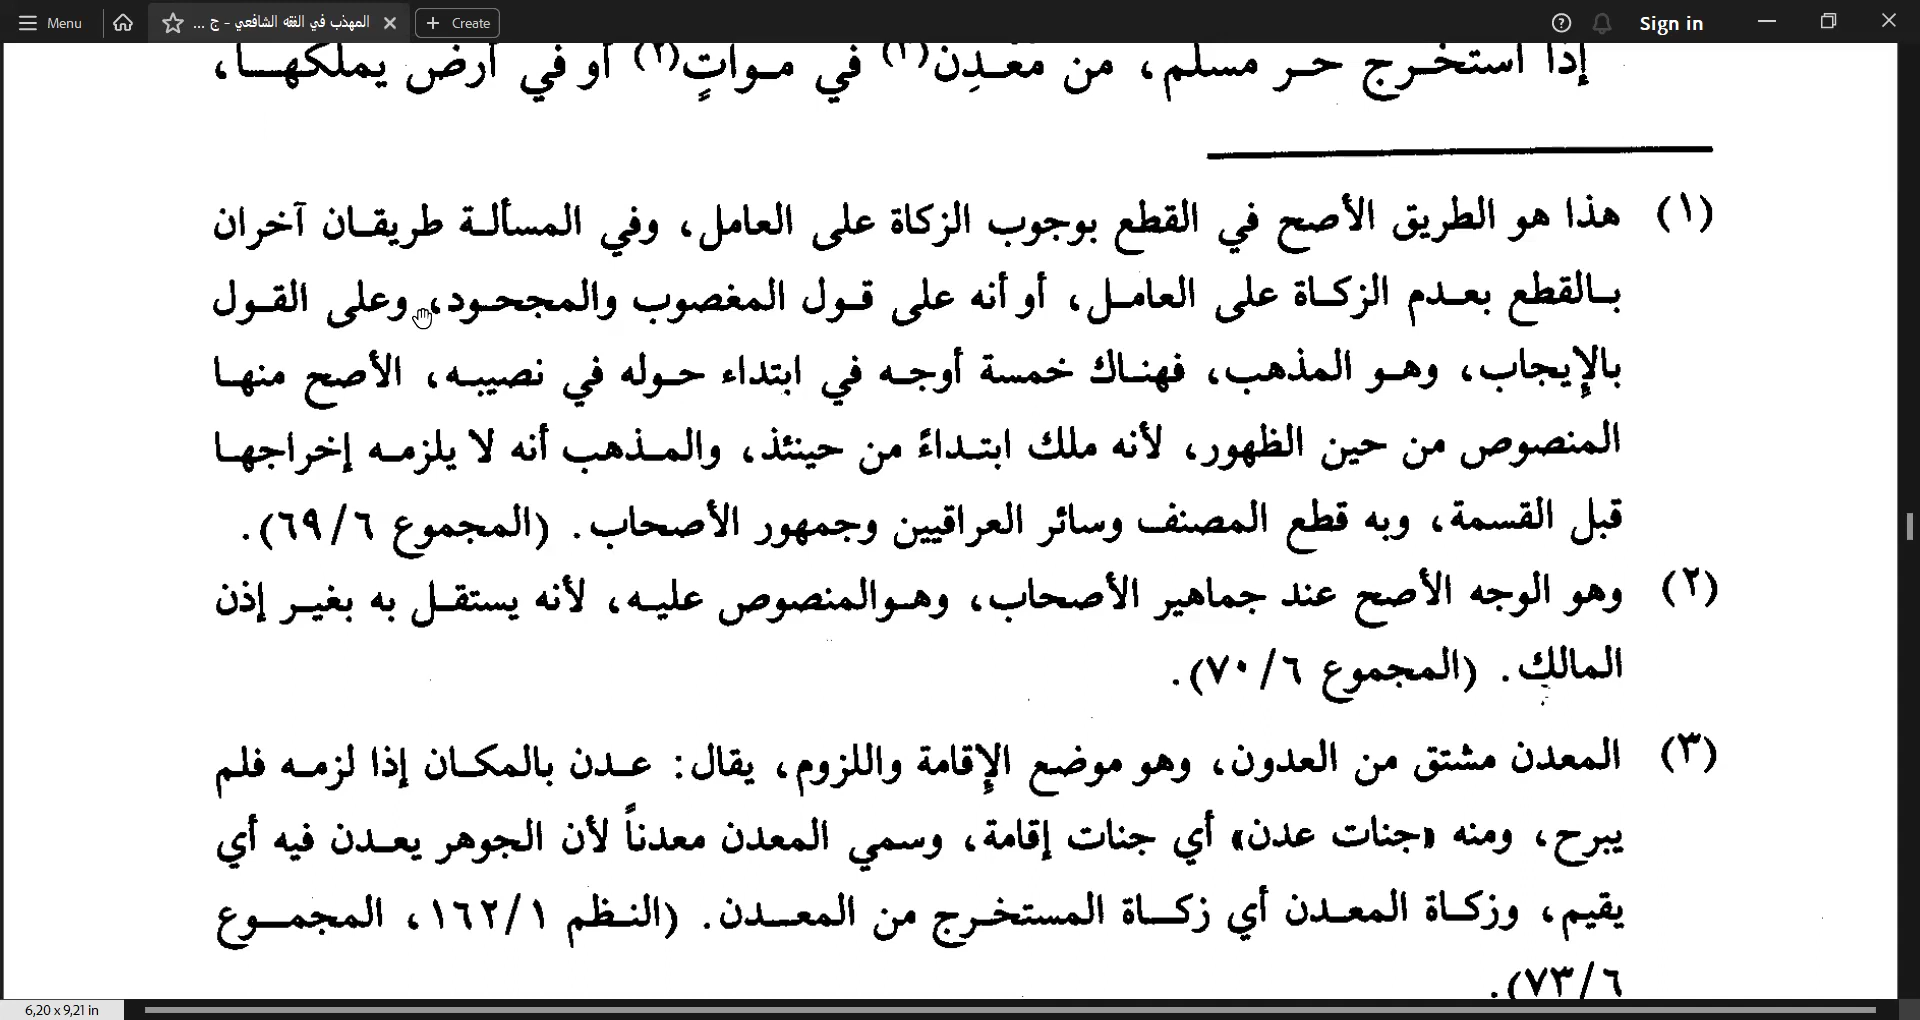 Menu
المهذب في الفقه الشافعي - ج ...
Create
Sign in
إذا استخرج حر مسلم، من مَعْدِن(٣) في مواتٍ(٢) أو في أرض يملكها،
(١) هذا هو الطريق الأصح في القطع بوجوب الزكاة على العامل، وفي المسألة طريقان آخران
بالقطع بعدم الزكاة على العامل، أو أنه على قول المغصوب والمجحود، وعلى القول
بالإيجاب، وهو المذهب، فهناك خمسة أوجه في ابتداء حوله في نصيبه، الأصح منها
المنصوص من حين الظهور، لأنه ملك ابتداءً من حينئذ، والمذهب أنه لا يلزمه إخراجها
قبل القسمة، وبه قطع المصنف وسائر العراقيين وجمهور الأصحاب. (المجموع ٦٩/٦).
(٢) وهو الوجه الأصح عند جماهير الأصحاب، وهو المنصوص عليه، لأنه يستقل به بغير إذن
المالك. (المجموع ٧٠/٦).
(٣) المعدن مشتق من العدون، وهو موضع الإقامة واللزوم، يقال: عدن بالمكان إذا لزمه فلم
يبرح، ومنه «جنات عدن» أي جنات إقامة، وسمي المعدن معدناً لأن الجوهر يعدن فيه أي
يقيم، وزكاة المعدن أي زكاة المستخرج من المعدن. (النظم ١٦٢/١، المجموع
٧٣/٦).
6,20 x 9,21 in